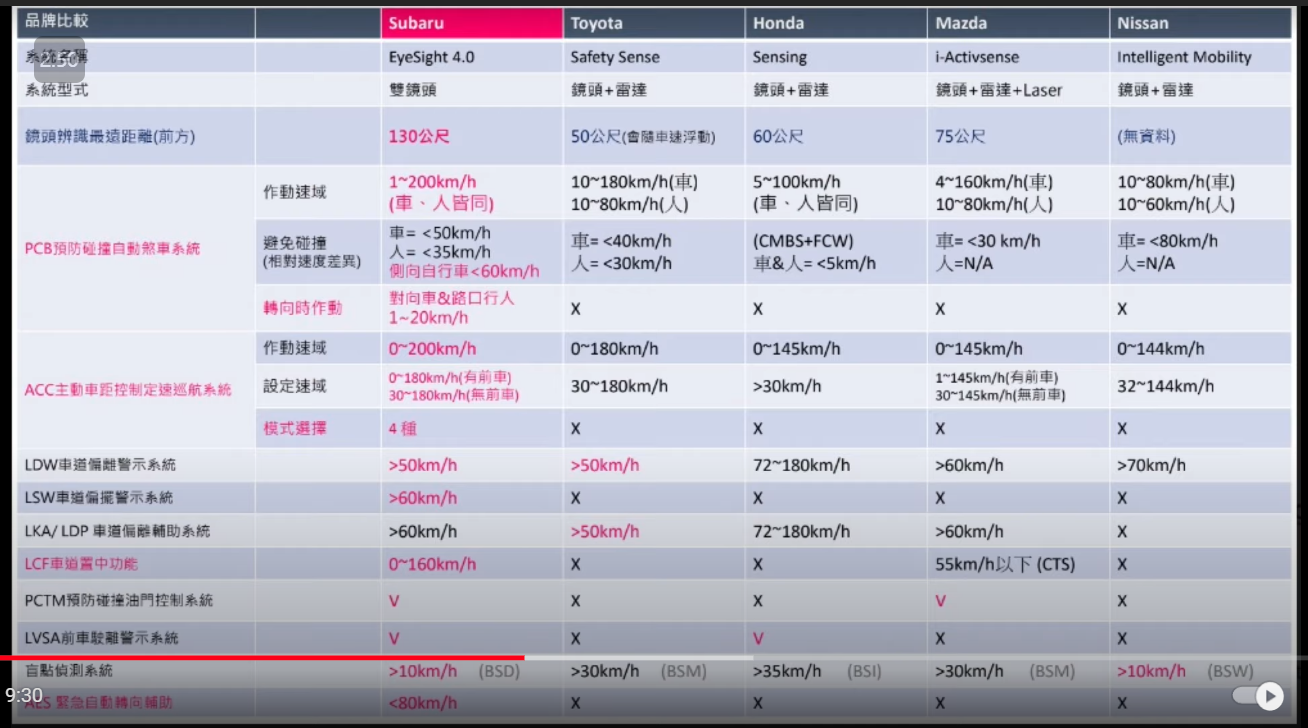 品牌比較 Subaru Toyota Honda Mazda Nissan
系統名稱 EyeSight 4.0 Safety Sense Sensing i-Activsense Intelligent Mobility
2:50
系統型式 雙鏡頭 鏡頭+雷達 鏡頭+雷達 鏡頭+雷達+Laser 鏡頭+雷達
鏡頭辨識最遠距離(前方) 130公尺 50公尺(會隨車速浮動) 60公尺 75公尺 (無資料)
PCB預防碰撞自動煞車系統
作動速域
1~200km/h
(車、人皆同)
10~180km/h(車)
10~80km/h(人)
5~100km/h
(車、人皆同)
4~160km/h(車)
10~80km/h(人)
10~80km/h(車)
10~60km/h(人)
避免碰撞
(相對速度差異)
車= <50km/h
人= <35km/h
側向自行車<60km/h
車= <40km/h
人= <30km/h
(CMBS+FCW)
車&人= <5km/h
車= <30 km/h
人=N/A
車= <80km/h
人=N/A
轉向時作動
對向車&路口行人
1~20km/h
X X X X
ACC主動車距控制定速巡航系統
作動速域 0~200km/h 0~180km/h 0~145km/h 0~145km/h 0~144km/h
設定速域
0~180km/h(有前車)
30~180km/h(無前車)
30~180km/h
>30km/h
1~145km/h(有前車)
30~145km/h(無前車)
32~144km/h
模式選擇 4 種 X X X X
LDW車道偏離警示系統 >50km/h >50km/h 72~180km/h >60km/h >70km/h
LSW車道偏擺警示系統 >60km/h X X X X
LKA/ LDP 車道偏離輔助系統 >60km/h >50km/h 72~180km/h >60km/h X
LCF車道置中功能 0~160km/h X X 55km/h以下 (CTS) X
PCTM預防碰撞油門控制系統 V X X V X
LVSA前車駛離警示系統 V X V X X
盲點偵測系統 >10km/h (BSD) >30km/h (BSM) >35km/h (BSI) >30km/h (BSM) >10km/h (BSW)
9:30
AES 緊急自動轉向輔助 <80km/h X X X X